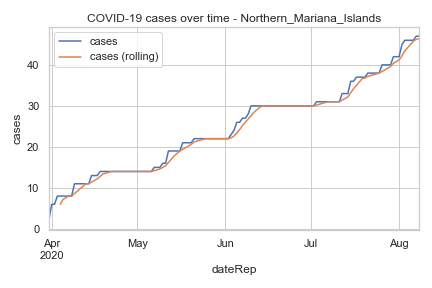 COVID-19 cases over time - Northern_Mariana_Islands
cases
cases (rolling)
cases
40
30
20
10
0
Apr May Jun Jul Aug
2020
dateRep